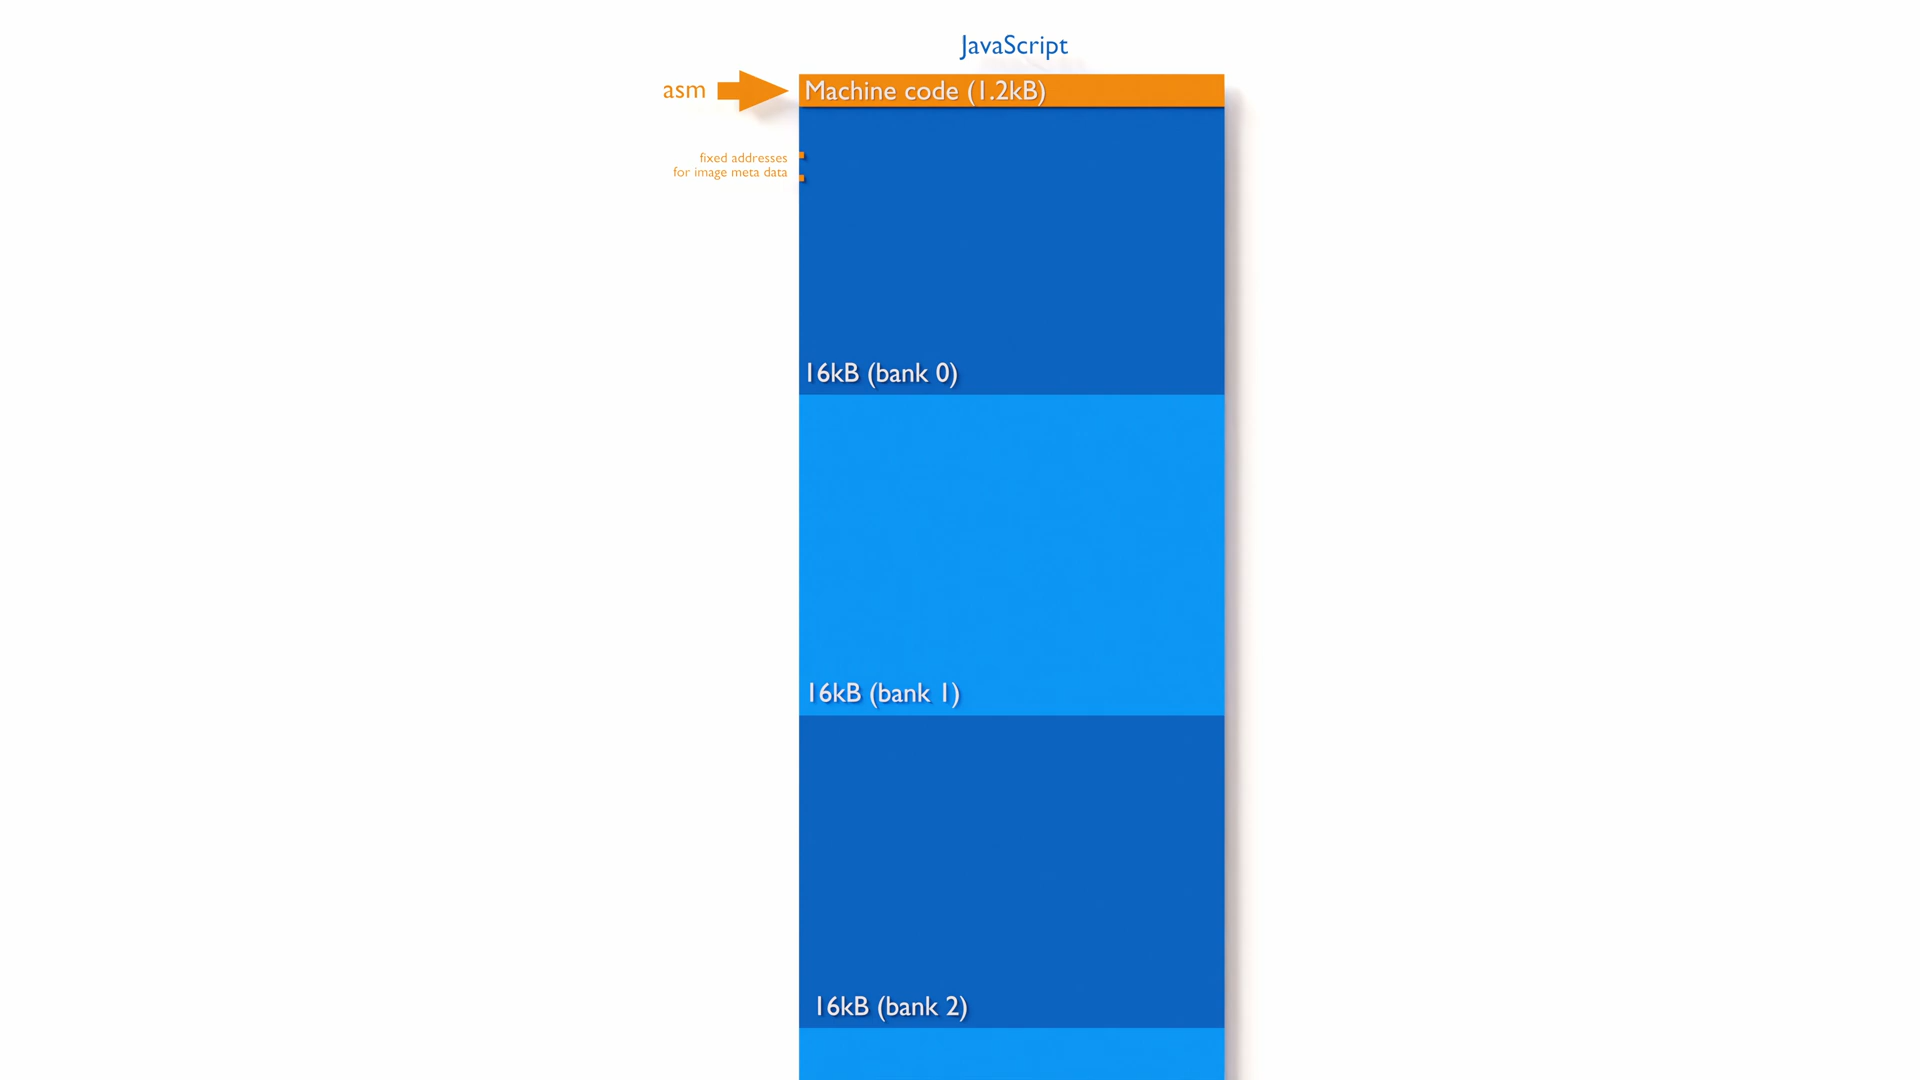 JavaScript
asm
Machine code (1.2kB)
fixed addresses
for image meta data
16kB (bank 0)
16kB (bank 1)
16kB (bank 2)